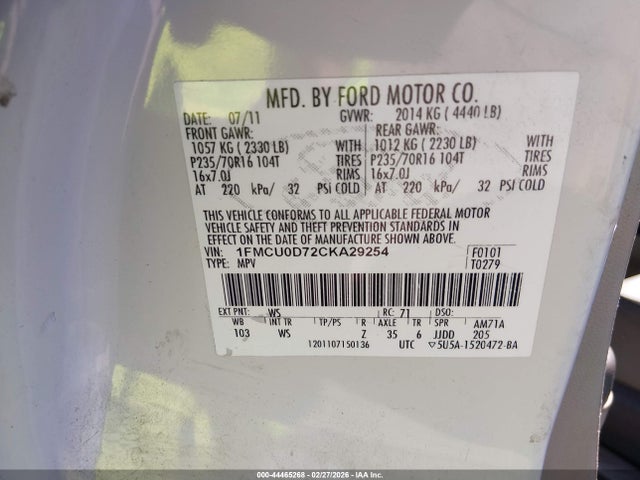 MFD. BY FORD MOTOR CO.
DATE: 07/11 GVWR: 2014 KG ( 4440 LB)
FRONT GAWR: REAR GAWR:
1057 KG ( 2330 LB) WITH 1012 KG ( 2230 LB) WITH
P235/70R16 104T TIRES P235/70R16 104T TIRES
16x7.0J RIMS 16x7.0J RIMS
AT 220 kPa/ 32 PSI COLD AT 220 kPa/ 32 PSI COLD
THIS VEHICLE CONFORMS TO ALL APPLICABLE FEDERAL MOTOR
VEHICLE SAFETY AND THEFT PREVENTION STANDARDS IN
EFFECT ON THE DATE OF MANUFACTURE SHOWN ABOVE.
VIN: 1FMCU0D72CKA29254 F0101
TYPE: MPV T0279
EXT PNT: WS RC: 71 DSO:
WB INT TR TP/PS R AXLE TR SPR AM71A
103 WS Z 35 6 JJDD 205
1201107150136 UTC ▽5U5A-1520472-BA
000-44465268 - 02/27/2026 - IAAI.COM